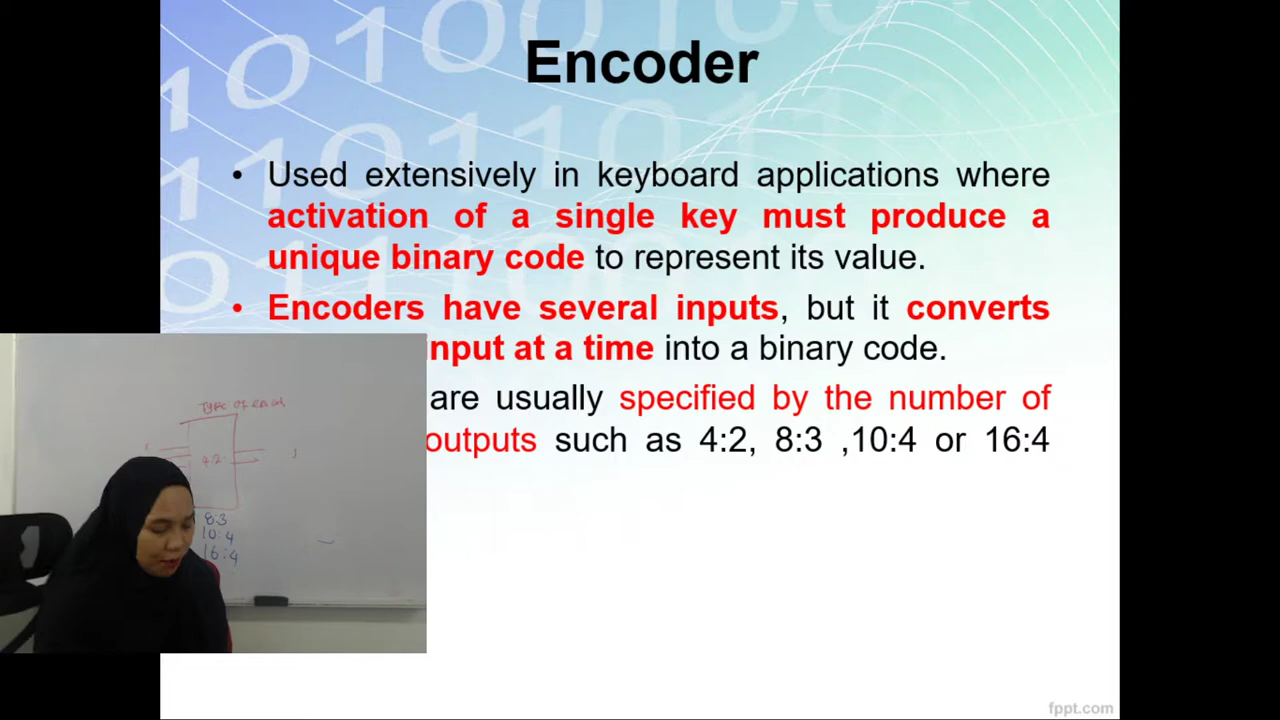 Encoder
• Used extensively in keyboard applications where
activation of a single key must produce a
unique binary code to represent its value.
• Encoders have several inputs, but it converts
input at a time into a binary code.
are usually specified by the number of
outputs such as 4:2, 8:3 ,10:4 or 16:4
4:2
8:3
10:4
16:4
fppt.com